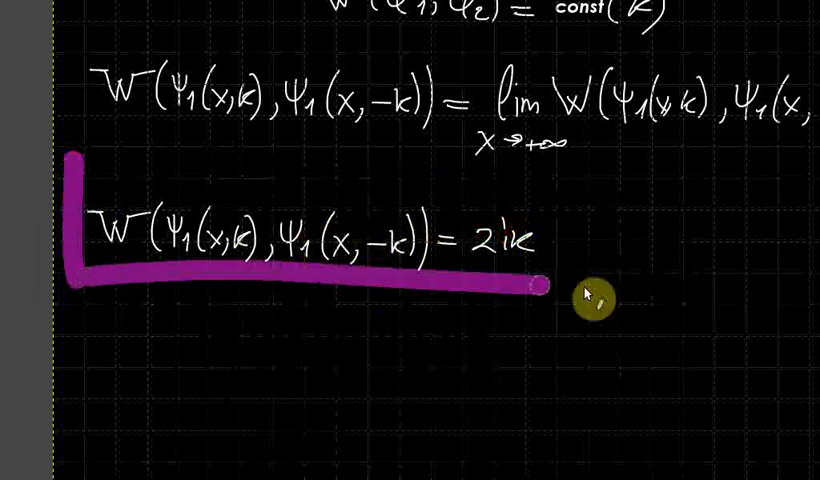 W(Ψ1, Ψ2) = const(k)
W(Ψ1(x,k), Ψ1(x,-k)) = lim W(Ψ1(x,k), Ψ1(x,
x→+∞
W(Ψ1(x,k), Ψ1(x,-k)) = 2ik